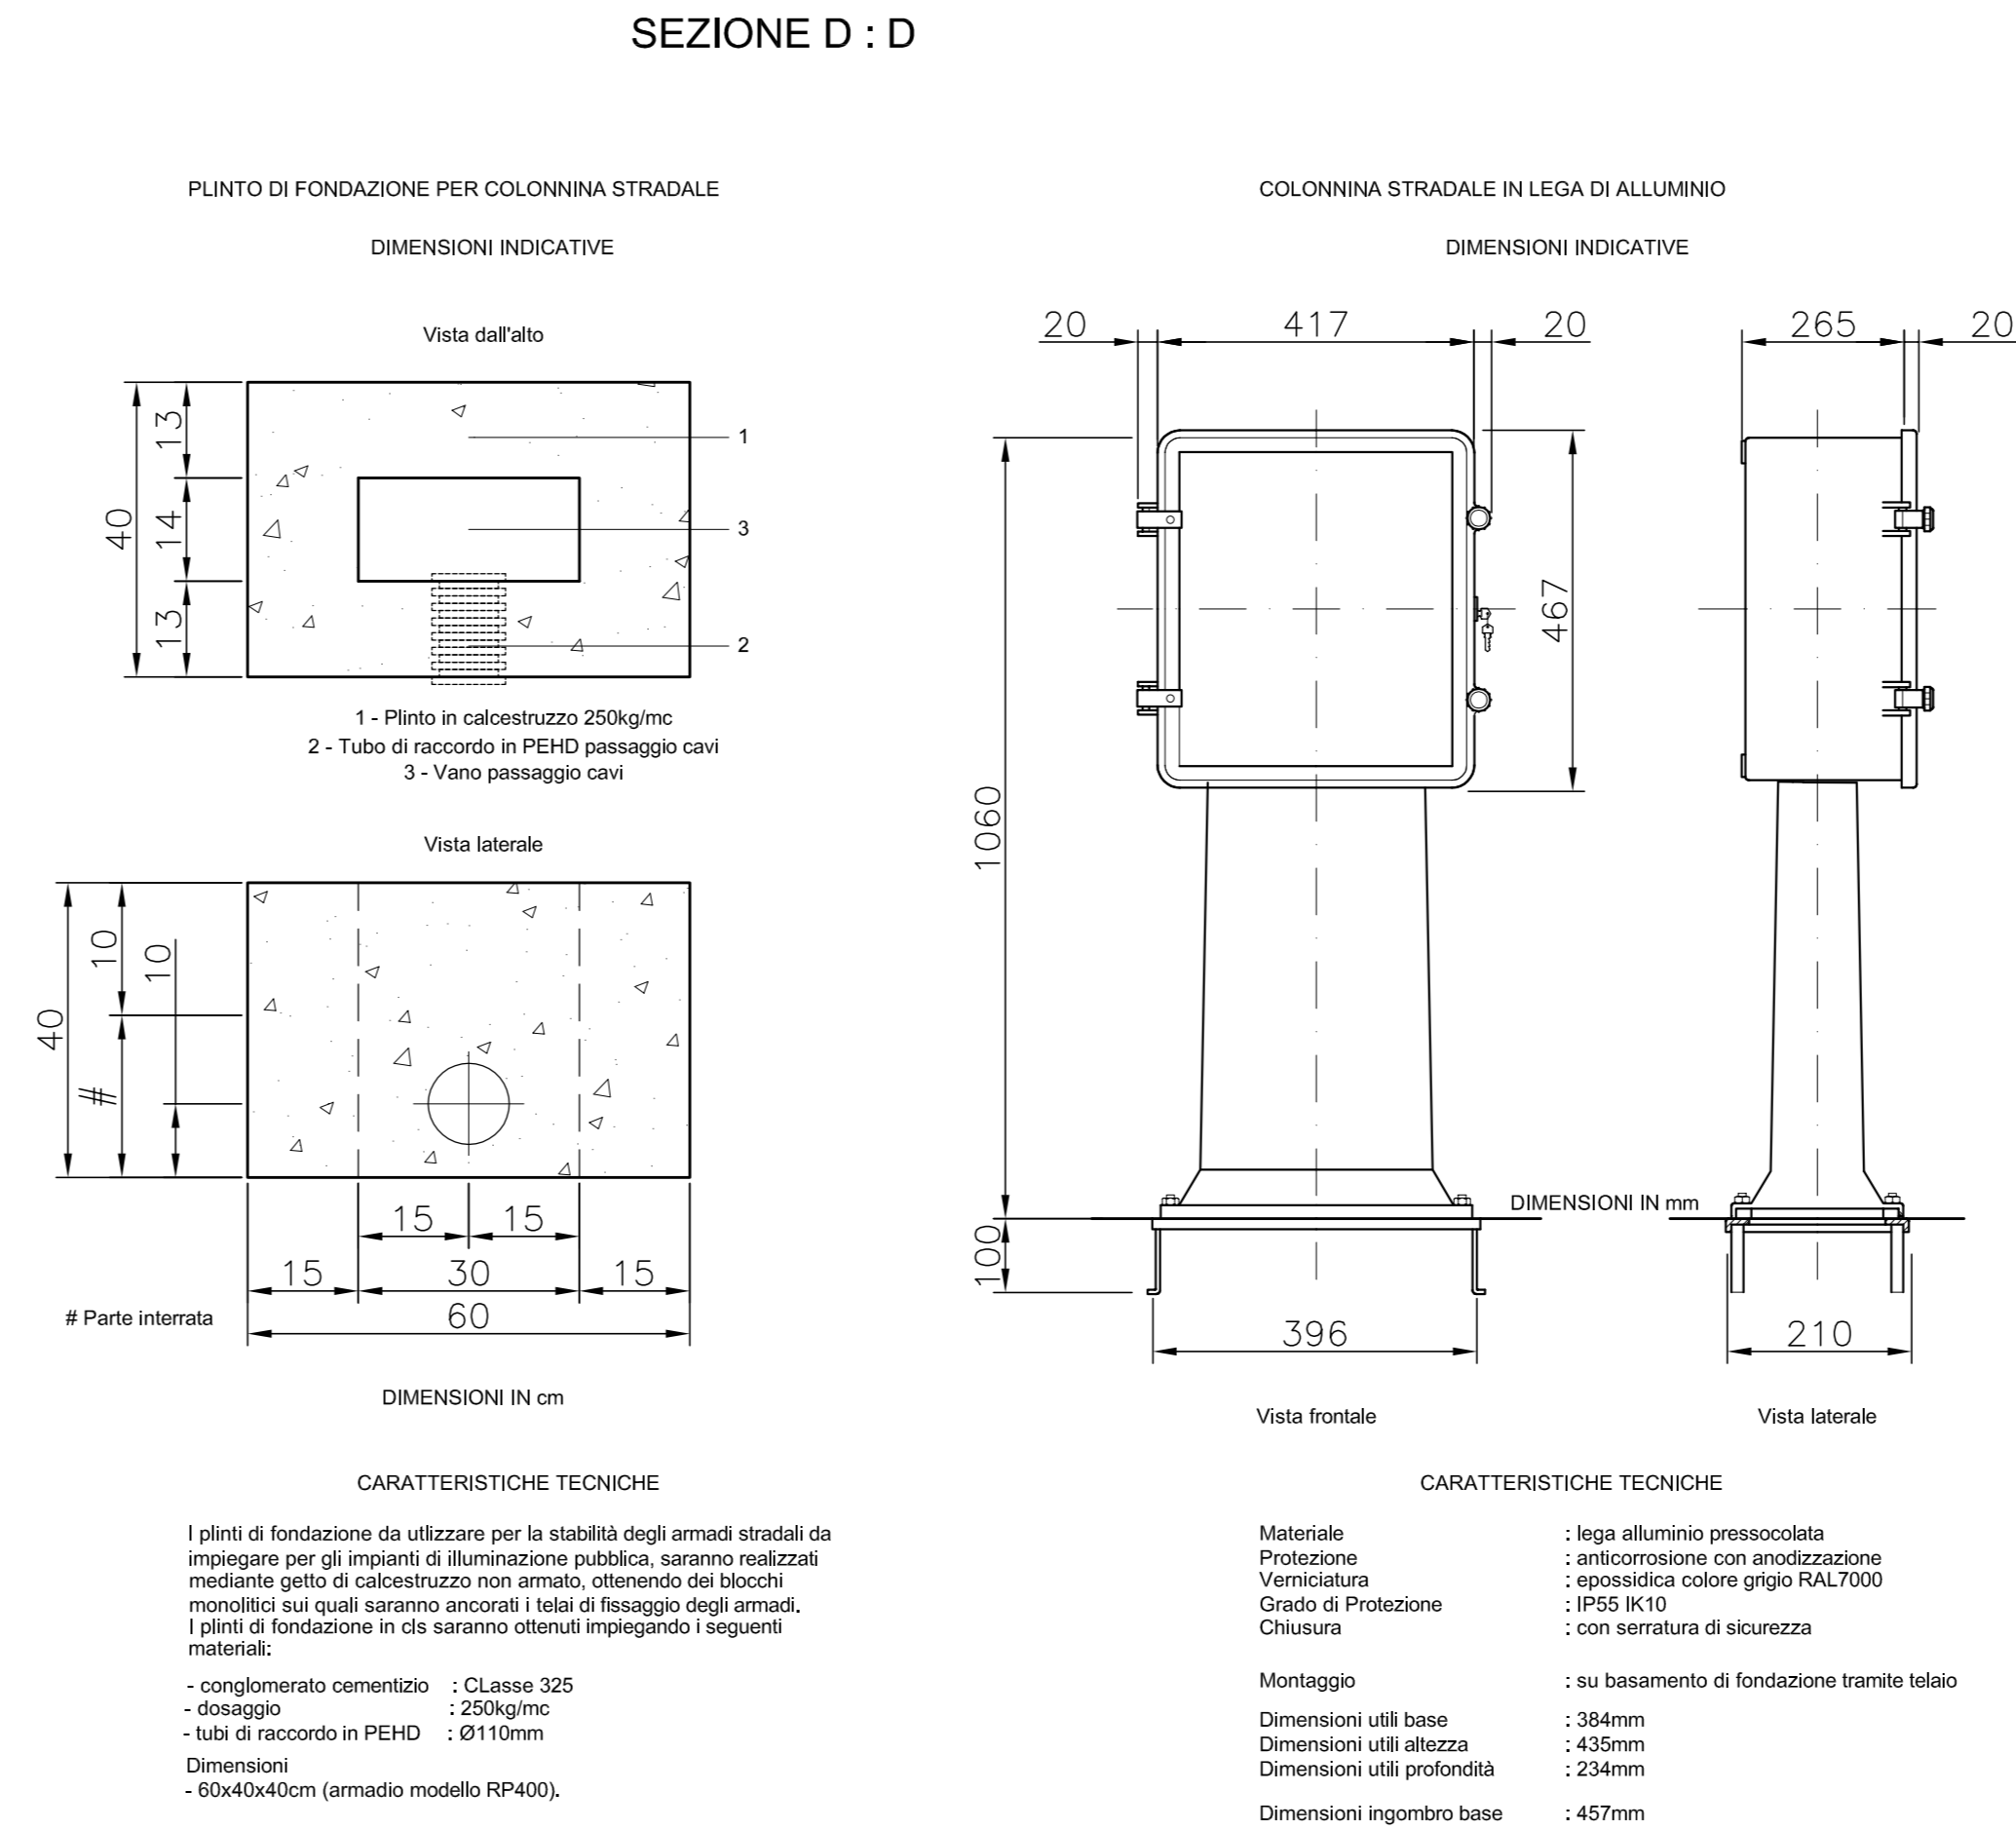 SEZIONE D : D
PLINTO DI FONDAZIONE PER COLONNINA STRADALE
DIMENSIONI INDICATIVE
Vista dall'alto
13
14
13
40
1
3
2
1 - Plinto in calcestruzzo 250kg/mc
2 - Tubo di raccordo in PEHD passaggio cavi
3 - Vano passaggio cavi
Vista laterale
10
10
40
#
15 15
15 30 15
60
# Parte interrata
DIMENSIONI IN cm
CARATTERISTICHE TECNICHE
I plinti di fondazione da utlizzare per la stabilità degli armadi stradali da
impiegare per gli impianti di illuminazione pubblica, saranno realizzati
mediante getto di calcestruzzo non armato, ottenendo dei blocchi
monolitici sui quali saranno ancorati i telai di fissaggio degli armadi.
I plinti di fondazione in cls saranno ottenuti impiegando i seguenti
materiali:
- conglomerato cementizio : CLasse 325
- dosaggio : 250kg/mc
- tubi di raccordo in PEHD : Ø110mm
Dimensioni
- 60x40x40cm (armadio modello RP400).
COLONNINA STRADALE IN LEGA DI ALLUMINIO
DIMENSIONI INDICATIVE
20 417 20
265 20
467
1060
100
DIMENSIONI IN mm
396
210
Vista frontale
Vista laterale
CARATTERISTICHE TECNICHE
Materiale : lega alluminio pressocolata
Protezione : anticorrosione con anodizzazione
Verniciatura : epossidica colore grigio RAL7000
Grado di Protezione : IP55 IK10
Chiusura : con serratura di sicurezza
Montaggio : su basamento di fondazione tramite telaio
Dimensioni utili base : 384mm
Dimensioni utili altezza : 435mm
Dimensioni utili profondità : 234mm
Dimensioni ingombro base : 457mm